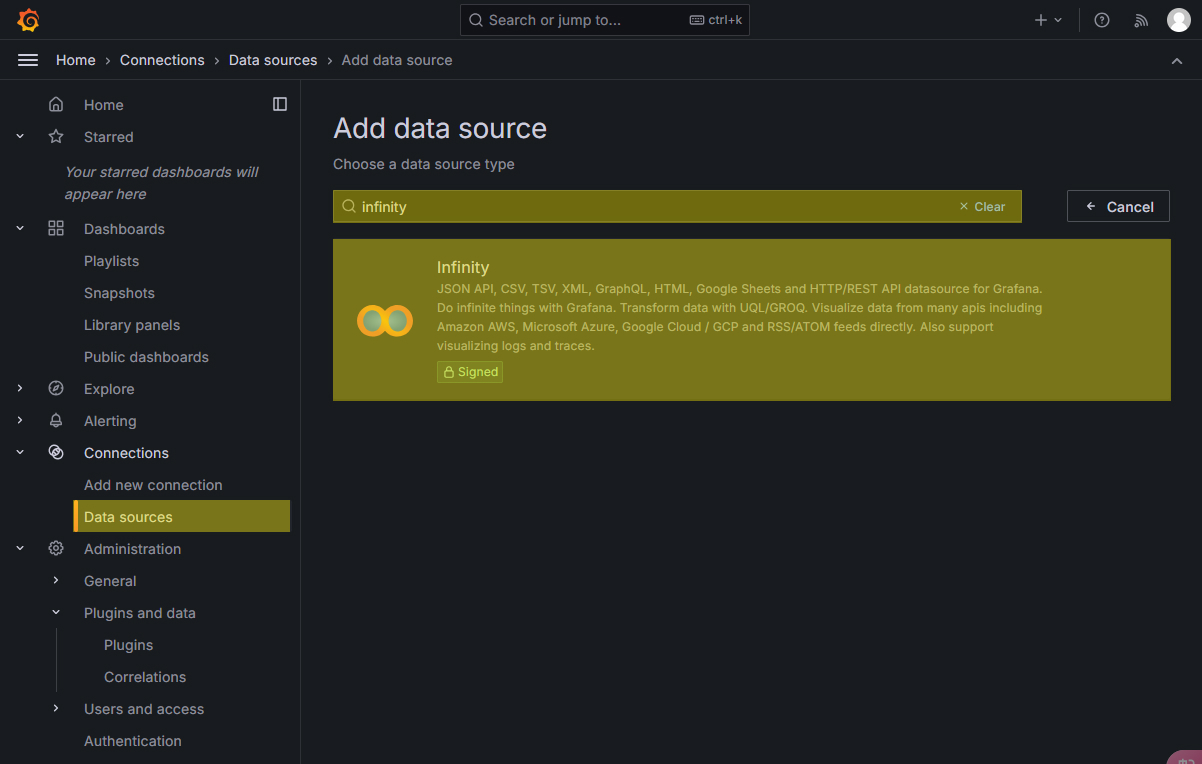 Search or jump to...
ctrl+k
Home › Connections › Data sources › Add data source
Home
Starred
Your starred dashboards will
appear here
Dashboards
Playlists
Snapshots
Library panels
Public dashboards
Explore
Alerting
Connections
Add new connection
Data sources
Administration
General
Plugins and data
Plugins
Correlations
Users and access
Authentication
Add data source
Choose a data source type
infinity
Clear
Cancel
Infinity
JSON API, CSV, TSV, XML, GraphQL, HTML, Google Sheets and HTTP/REST API datasource for Grafana.
Do infinite things with Grafana. Transform data with UQL/GROQ. Visualize data from many apis including
Amazon AWS, Microsoft Azure, Google Cloud / GCP and RSS/ATOM feeds directly. Also support
visualizing logs and traces.
Signed